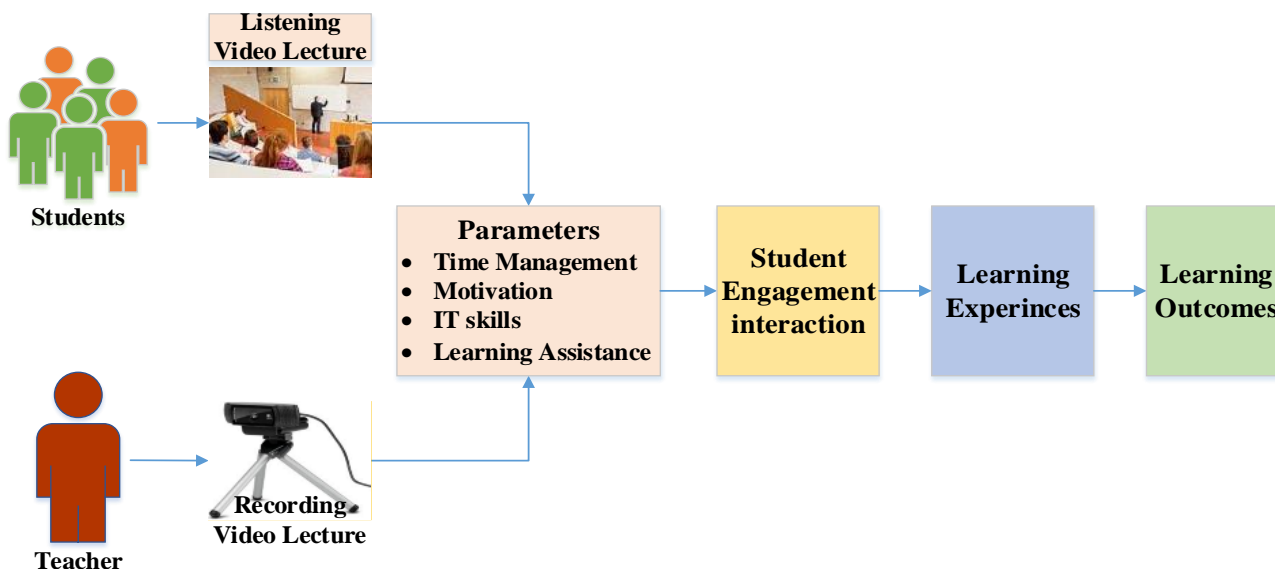 Listening
Video Lecture
Students
Parameters
• Time Management
• Motivation
• IT skills
• Learning Assistance
Student
Engagement
interaction
Learning
Experinces
Learning
Outcomes
Recording
Video Lecture
Teacher